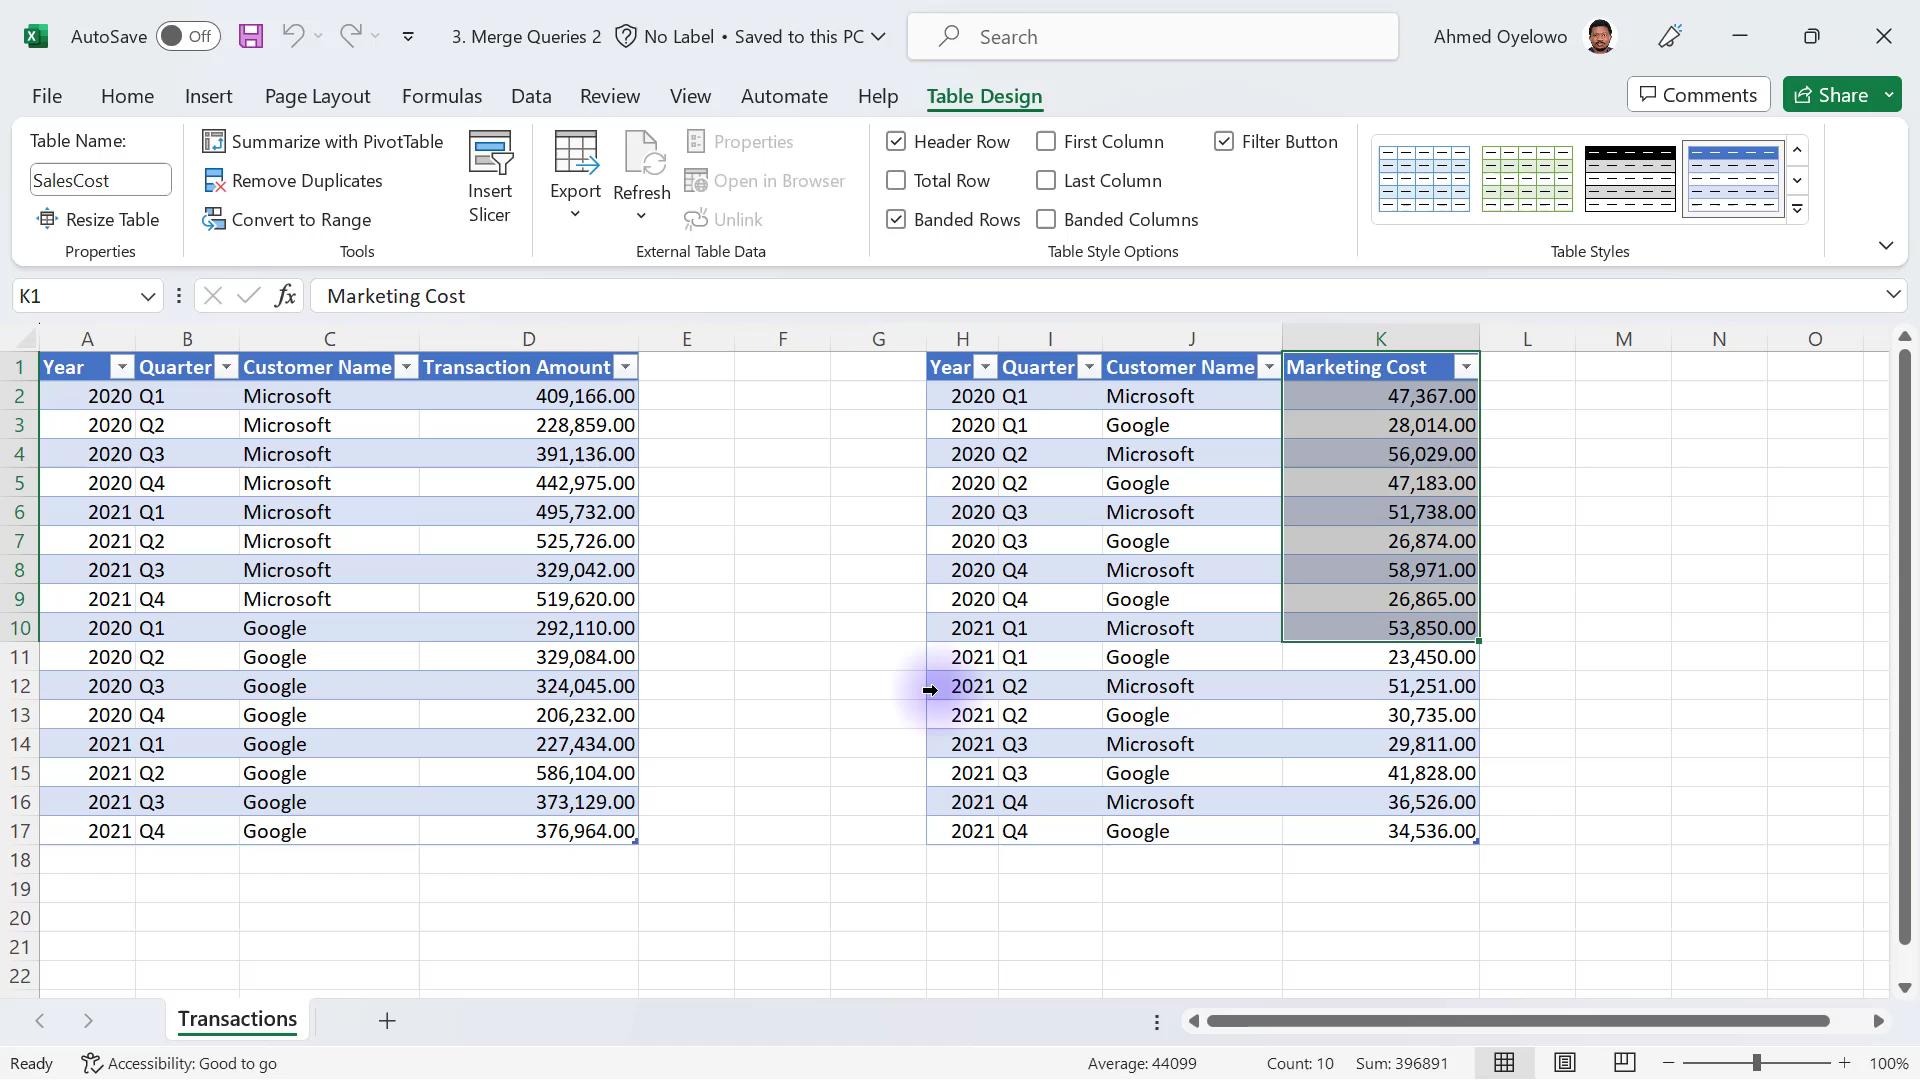 AutoSave Off 3. Merge Queries 2 No Label • Saved to this PC Search Ahmed Oyelowo
File Home Insert Page Layout Formulas Data Review View Automate Help Table Design Comments Share
Table Name:
SalesCost
Resize Table
Properties
Summarize with PivotTable
Remove Duplicates
Convert to Range
Insert
Slicer
Tools
Export
Refresh
Properties
Open in Browser
Unlink
External Table Data
Header Row First Column Filter Button
Total Row Last Column
Banded Rows Banded Columns
Table Style Options
Table Styles
K1 fx Marketing Cost
A B C D E F G H I J K L M N O
1 Year Quarter Customer Name Transaction Amount Year Quarter Customer Name Marketing Cost
2 2020 Q1 Microsoft 409,166.00 2020 Q1 Microsoft 47,367.00
3 2020 Q2 Microsoft 228,859.00 2020 Q1 Google 28,014.00
4 2020 Q3 Microsoft 391,136.00 2020 Q2 Microsoft 56,029.00
5 2020 Q4 Microsoft 442,975.00 2020 Q2 Google 47,183.00
6 2021 Q1 Microsoft 495,732.00 2020 Q3 Microsoft 51,738.00
7 2021 Q2 Microsoft 525,726.00 2020 Q3 Google 26,874.00
8 2021 Q3 Microsoft 329,042.00 2020 Q4 Microsoft 58,971.00
9 2021 Q4 Microsoft 519,620.00 2020 Q4 Google 26,865.00
10 2020 Q1 Google 292,110.00 2021 Q1 Microsoft 53,850.00
11 2020 Q2 Google 329,084.00 2021 Q1 Google 23,450.00
12 2020 Q3 Google 324,045.00 2021 Q2 Microsoft 51,251.00
13 2020 Q4 Google 206,232.00 2021 Q2 Google 30,735.00
14 2021 Q1 Google 227,434.00 2021 Q3 Microsoft 29,811.00
15 2021 Q2 Google 586,104.00 2021 Q3 Google 41,828.00
16 2021 Q3 Google 373,129.00 2021 Q4 Microsoft 36,526.00
17 2021 Q4 Google 376,964.00 2021 Q4 Google 34,536.00
18
19
20
21
22
Transactions
Ready Accessibility: Good to go Average: 44099 Count: 10 Sum: 396891 100%